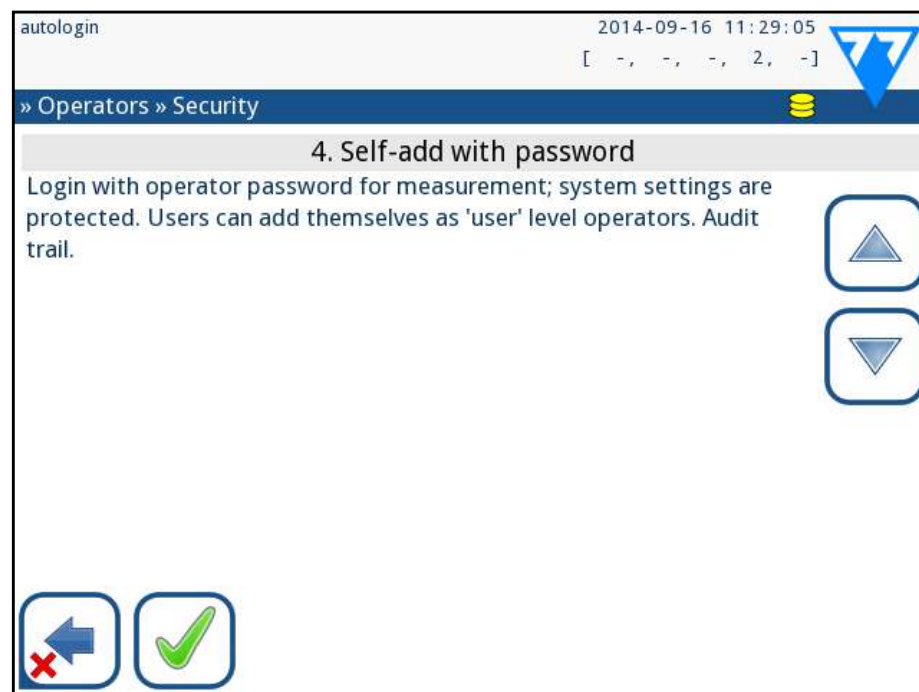 autologin
2014-09-16 11:29:05
[ -, -, -, 2, -]
» Operators » Security
4. Self-add with password
Login with operator password for measurement; system settings are
protected. Users can add themselves as 'user' level operators. Audit
trail.